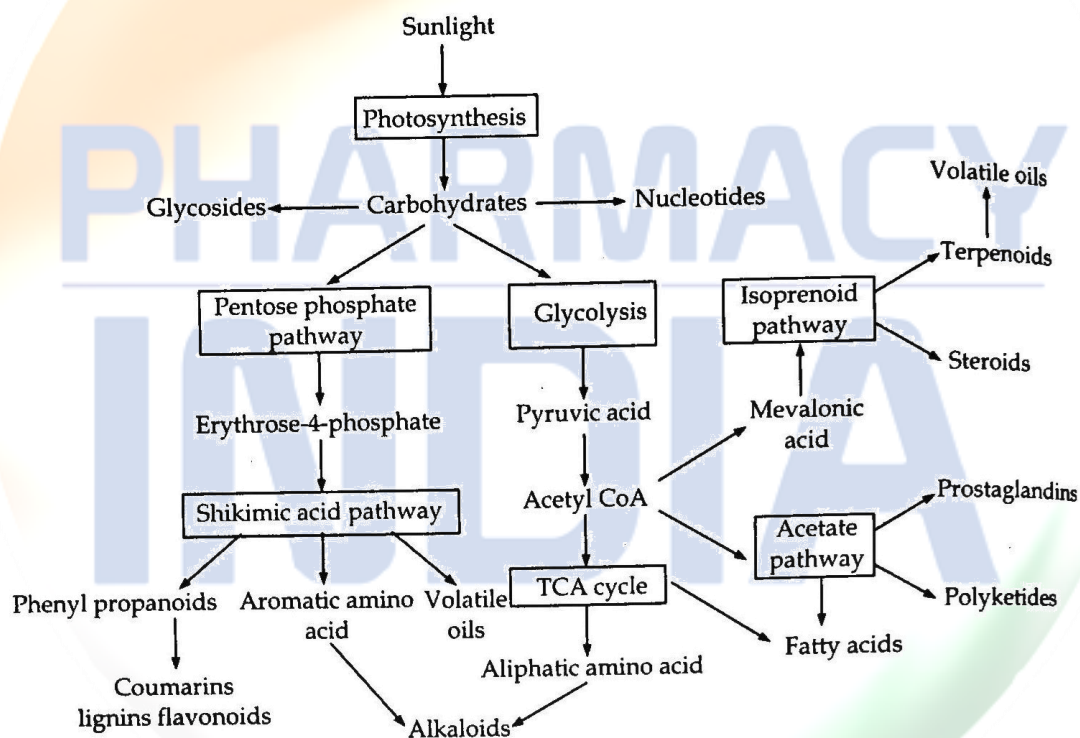 Sunlight
Photosynthesis
PHARMACY
Volatile oils
Glycosides
Carbohydrates
Nucleotides
Terpenoids
Pentose phosphate
pathway
Glycolysis
Isoprenoid
pathway
Steroids
INDIA
Erythrose-4-phosphate
Pyruvic acid
Mevalonic
acid
Shikimic acid pathway
Acetyl CoA
Prostaglandins
Acetate
pathway
Polyketides
Phenyl propanoids
Aromatic amino
acid
Volatile
oils
TCA cycle
Fatty acids
Aliphatic amino acid
Coumarins
lignins flavonoids
Alkaloids